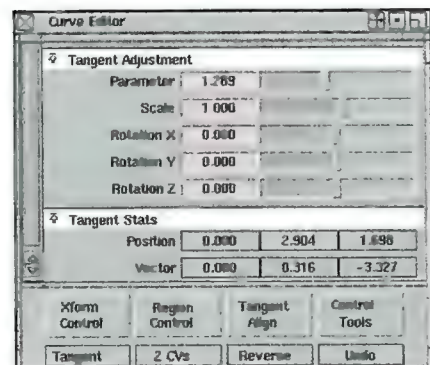 Curve Editor
Tangent Adjustment
Parameter 1.269
Scale 1.000
Rotation X 0.000
Rotation Y 0.000
Rotation Z 0.000
Tangent Stats
Position 0.000 2.904 1.698
Vector 0.000 0.316 -3.327
Xform Region Tangent Control
Control Control Align Tools
Tangent 2 CVs Reverse Undo